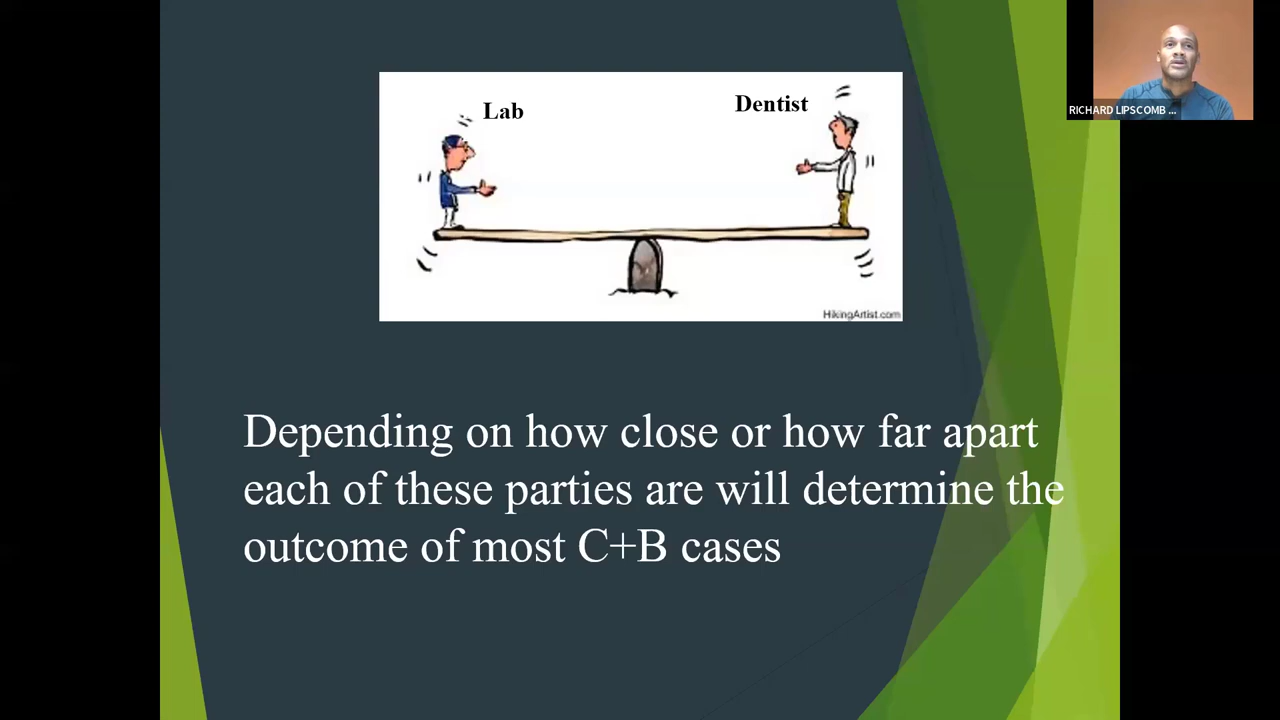 Lab
Dentist
RICHARD LIPSCOMB ...
HikingArtist.com
Depending on how close or how far apart
each of these parties are will determine the
outcome of most C+B cases